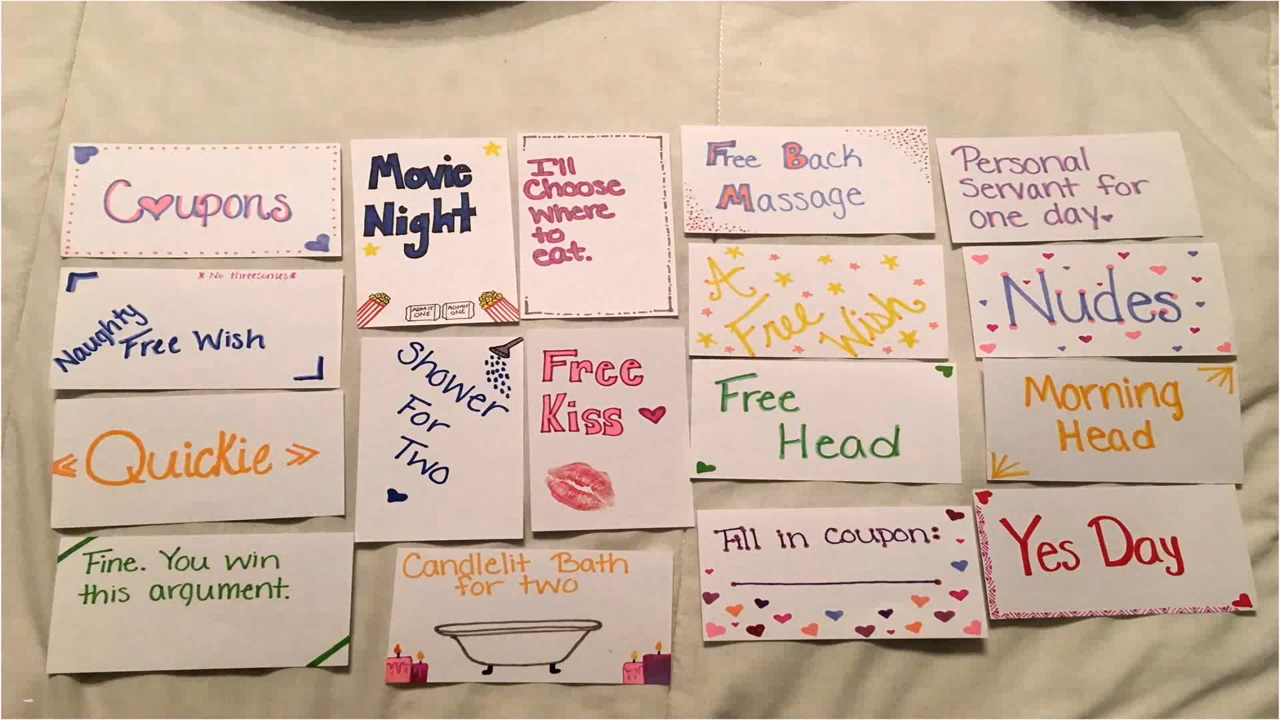 Coupons
Movie
Night
ADMIT
ONE
ADMIT
ONE
I'll
Choose
Where
to
eat.
Free Back
Massage
Personal
Servant for
one day
* No threesomes *
Naughty
Free Wish
Shower
For
Two
Free
Kiss
A
Free
Wish
Nudes
Quickie
Free
Head
Morning
Head
Fine. You win
this argument.
Candlelit Bath
for two
Fill in coupon:
Yes Day